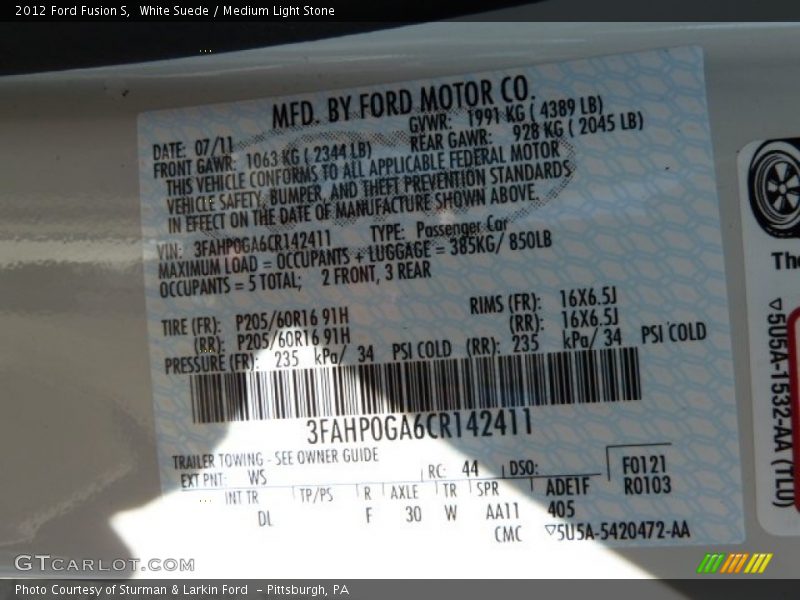 2012 Ford Fusion S,  White Suede / Medium Light Stone
MFD. BY FORD MOTOR CO.
DATE: 07/11 GVWR: 1991 KG ( 4389 LB)
FRONT GAWR: 1063 KG ( 2344 LB) REAR GAWR: 928 KG ( 2045 LB)
THIS VEHICLE CONFORMS TO ALL APPLICABLE FEDERAL MOTOR
VEHICLE SAFETY, BUMPER, AND THEFT PREVENTION STANDARDS
IN EFFECT ON THE DATE OF MANUFACTURE SHOWN ABOVE.
VIN: 3FAHP0GA6CR142411 TYPE: Passenger Car
MAXIMUM LOAD = OCCUPANTS + LUGGAGE = 385KG/ 850LB
OCCUPANTS = 5 TOTAL; 2 FRONT, 3 REAR
TIRE (FR): P205/60R16 91H RIMS (FR): 16X6.5J
(RR): P205/60R16 91H (RR): 16X6.5J
PRESSURE (FR): 235 kPa/ 34 PSI COLD (RR): 235 kPa/ 34 PSI COLD
3FAHP0GA6CR142411
TRAILER TOWING - SEE OWNER GUIDE
EXT PNT: WS RC: 44 DSO: F0121
INT TR TP/PS R AXLE TR SPR ADE1F R0103
DL F 30 W AA11 405
CMC ▽5U5A-5420472-AA
The
▽5U5A-1532-AA (TL0)
GTCARLOT.COM
Photo Courtesy of Sturman & Larkin Ford  - Pittsburgh, PA